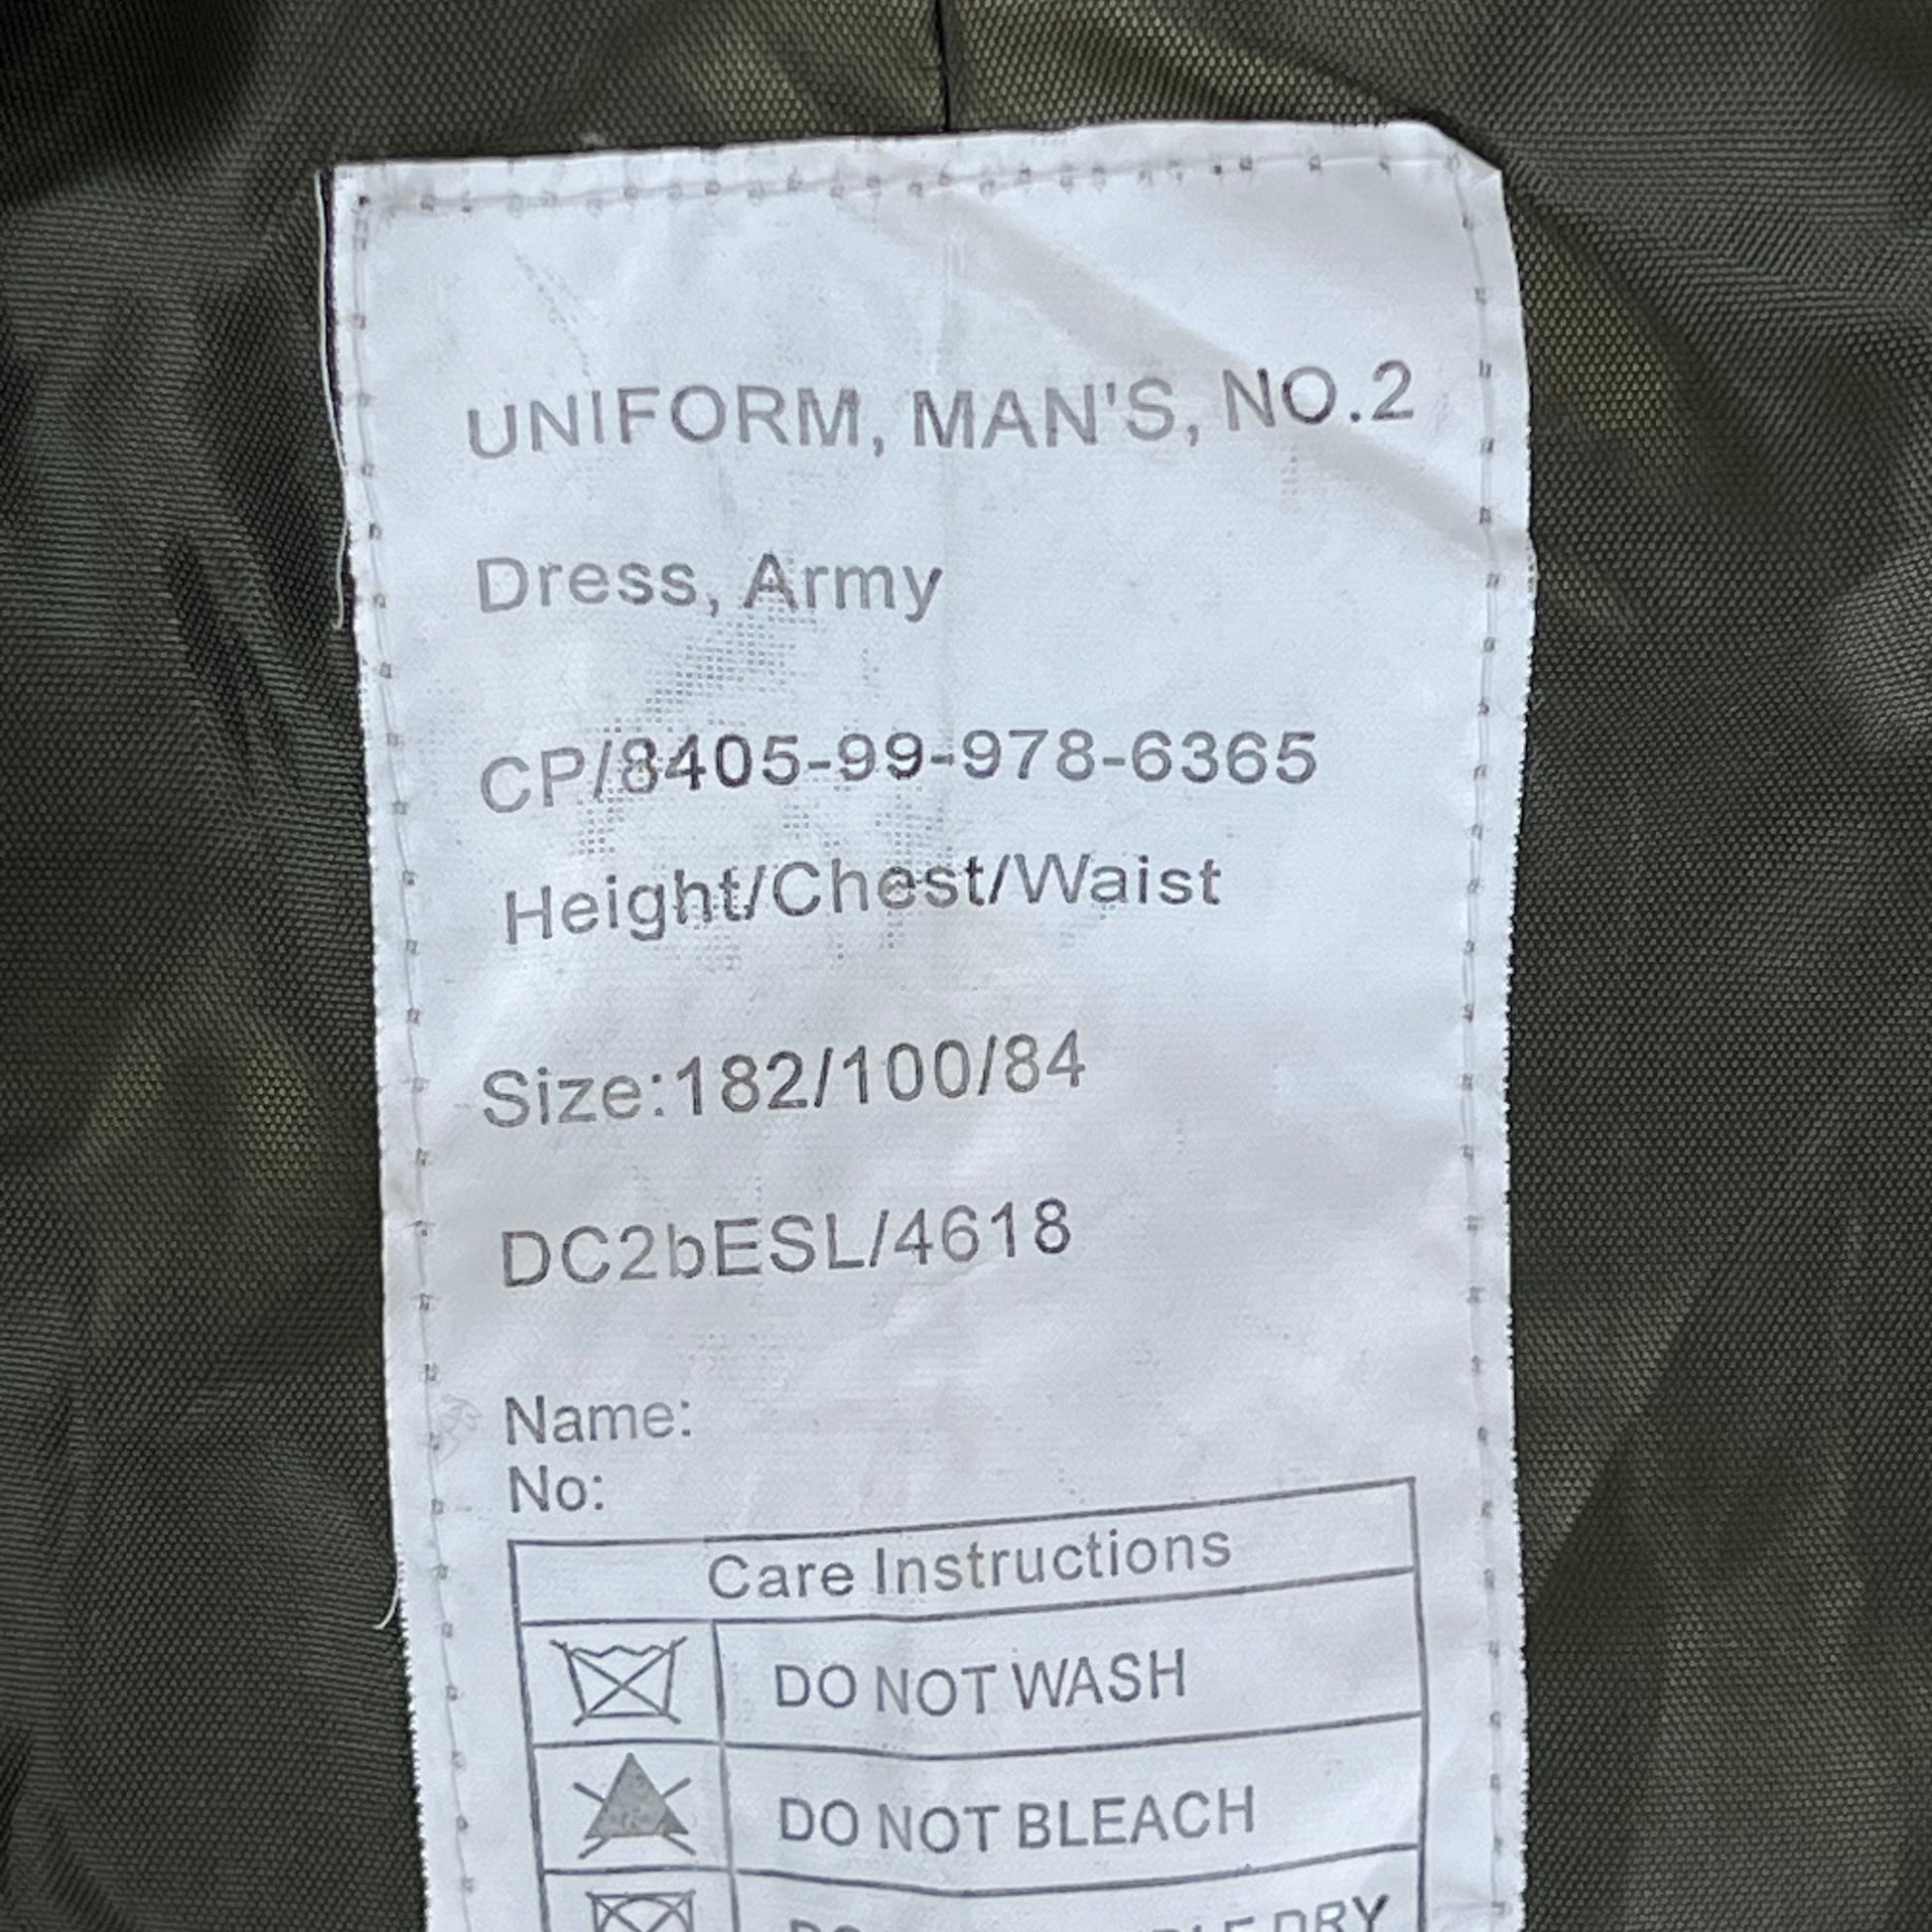 UNIFORM, MAN'S, NO.2
Dress, Army
CP/8405-99-978-6365
Height/Chest/Waist
Size:182/100/84
DC2bESL/4618
Name:
No:
Care Instructions
DO NOT WASH
DO NOT BLEACH
DRY